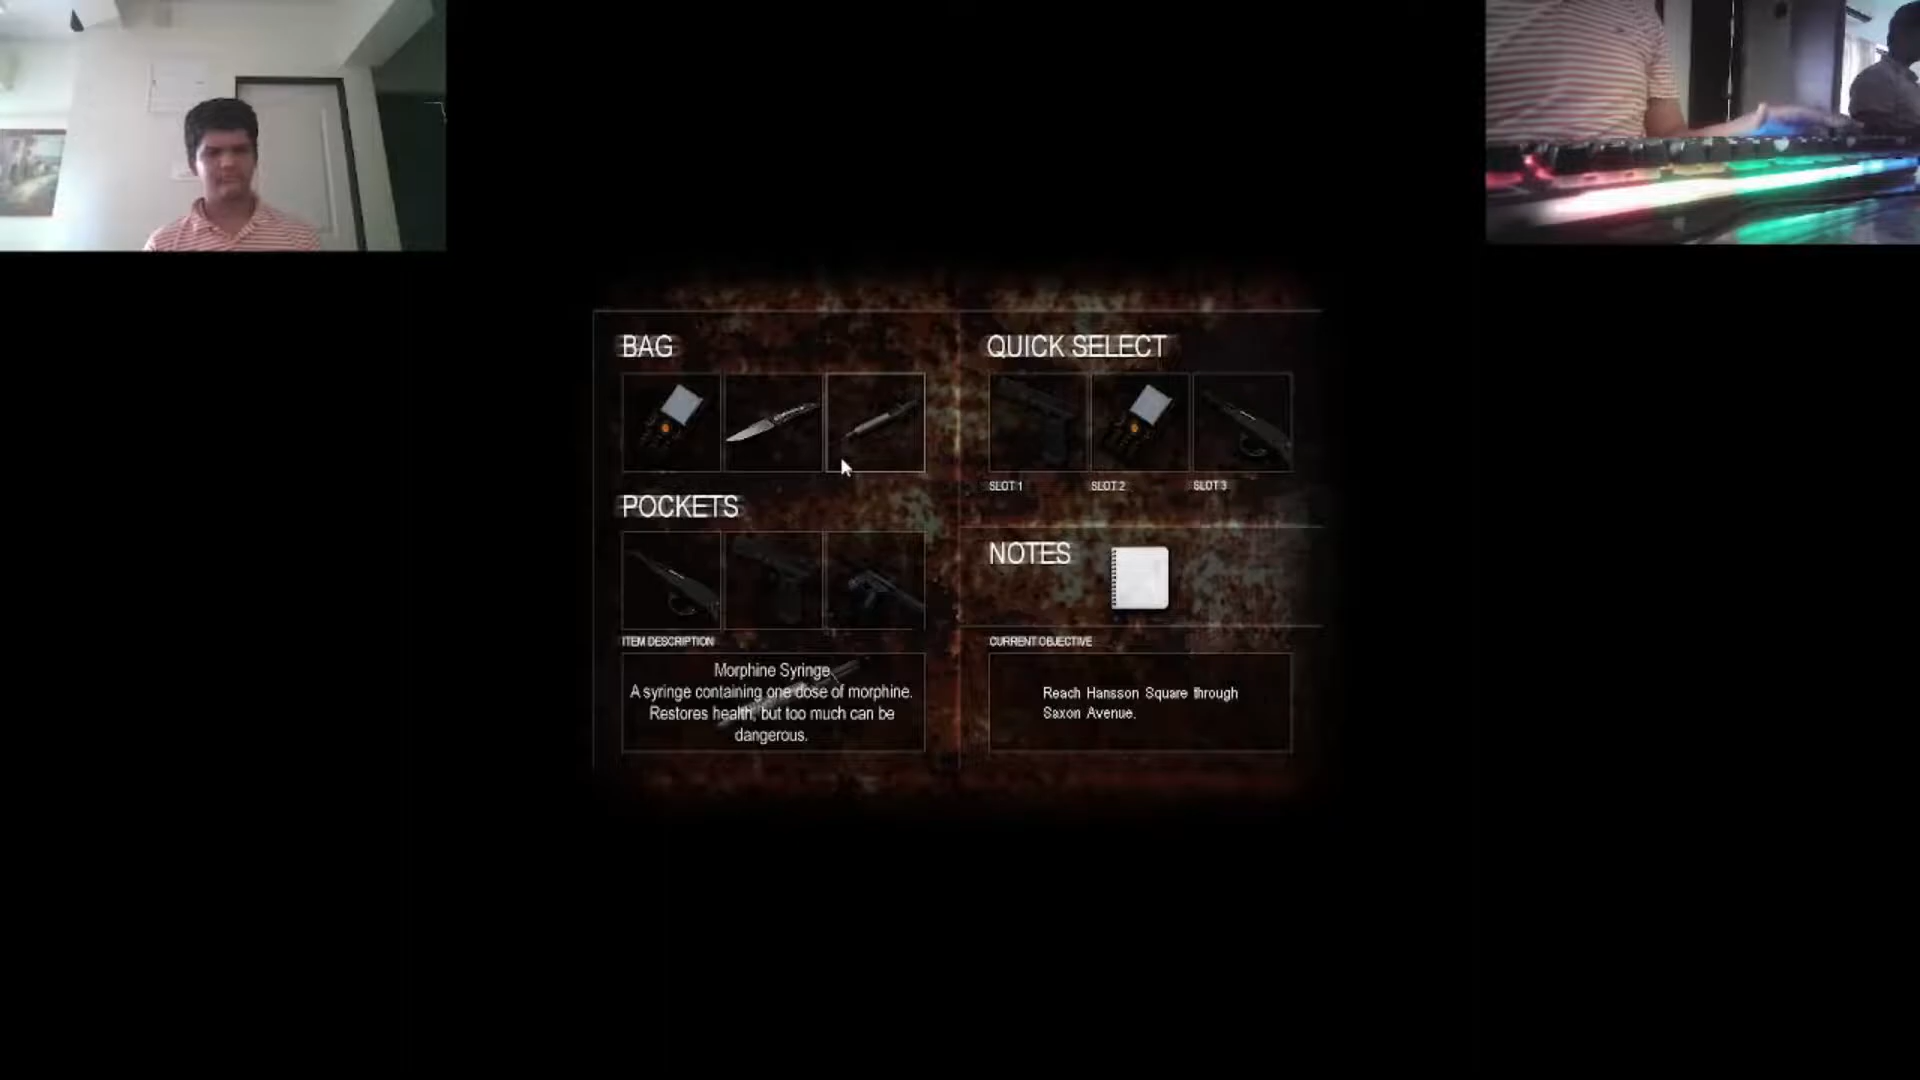 BAG
QUICK SELECT
SLOT 1
SLOT 2
SLOT 3
POCKETS
NOTES
ITEM DESCRIPTION
Morphine Syringe
A syringe containing one dose of morphine.
Restores health, but too much can be
dangerous.
CURRENT OBJECTIVE
Reach Hansson Square through
Saxon Avenue.